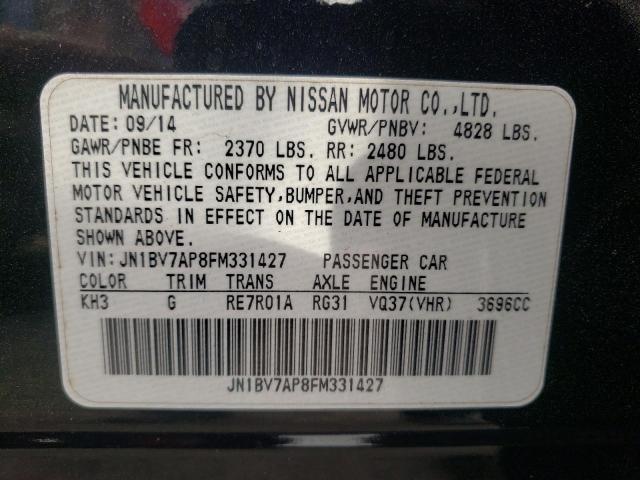 MANUFACTURED BY NISSAN MOTOR CO.,LTD.
DATE: 09/14 GVWR/PNBV: 4828 LBS.
GAWR/PNBE FR: 2370 LBS. RR: 2480 LBS.
THIS VEHICLE CONFORMS TO ALL APPLICABLE FEDERAL
MOTOR VEHICLE SAFETY,BUMPER,AND THEFT PREVENTION
STANDARDS IN EFFECT ON THE DATE OF MANUFACTURE
SHOWN ABOVE.
VIN:JN1BV7AP8FM331427 PASSENGER CAR
COLOR TRIM TRANS AXLE ENGINE
KH3 G RE7R01A RG31 VQ37(VHR) 3696CC
JN1BV7AP8FM331427